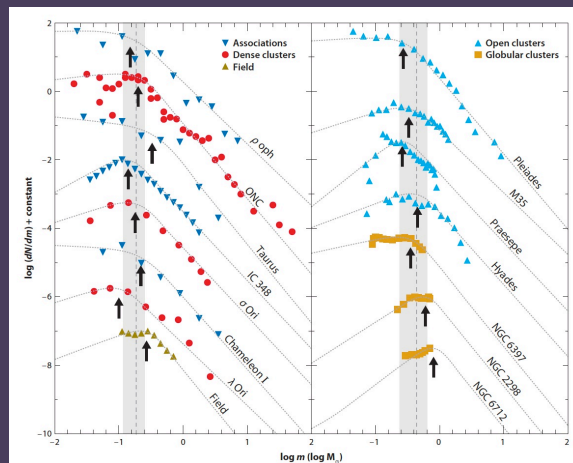 2
0
−2
−4
−6
−8
−10
log (dN/dm) + constant
Associations
Dense clusters
Field
ρ oph
ONC
Taurus
IC 348
σ Ori
Chameleon I
λ Ori
Field
−2
−1
0
1
2
Open clusters
Globular clusters
Pleiades
M35
Praesepe
Hyades
NGC 6397
NGC 2298
NGC 6712
−1
0
1
2
log m (log M⊙)